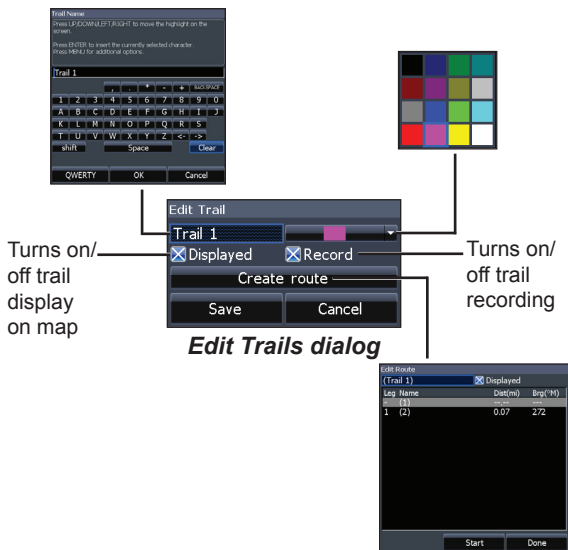 Trail Name
Press UP/DOWN/LEFT/RIGHT to move the highlight on the
screen.
Press ENTER to insert the currently selected character.
Press MENU for additional options.
Trail 1
, . * - + BACKSPACE
1 2 3 4 5 6 7 8 9 0
A B C D E F G H I J
K L M N O P Q R S
T U V W X Y Z <- ->
shift Space Clear
QWERTY OK Cancel
Edit Trail
Trail 1
Displayed Record
Create route
Save Cancel
Turns on/
off trail
display
on map
Turns on/
off trail
recording
Edit Trails dialog
Edit Route
(Trail 1) Displayed
Leg Name Dist(mi) Brg(°M)
- (1) --.-- ---
1 (2) 0.07 272
Start Done